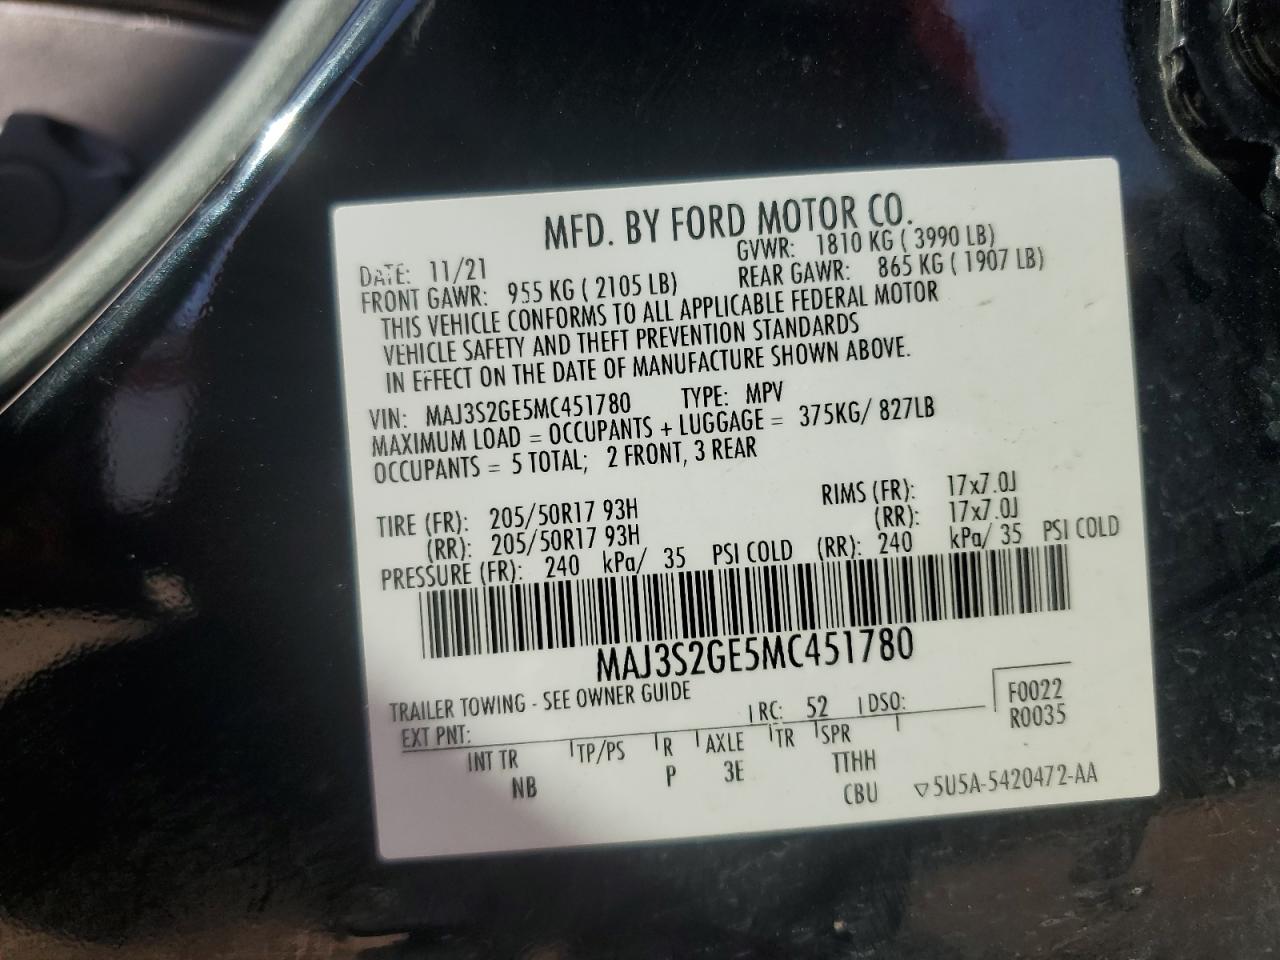 MFD. BY FORD MOTOR CO.
DATE: 11/21 GVWR: 1810 KG ( 3990 LB)
FRONT GAWR: 955 KG ( 2105 LB) REAR GAWR: 865 KG ( 1907 LB)
THIS VEHICLE CONFORMS TO ALL APPLICABLE FEDERAL MOTOR
VEHICLE SAFETY AND THEFT PREVENTION STANDARDS
IN EFFECT ON THE DATE OF MANUFACTURE SHOWN ABOVE.
VIN: MAJ3S2GE5MC451780 TYPE: MPV
MAXIMUM LOAD = OCCUPANTS + LUGGAGE = 375KG/ 827LB
OCCUPANTS = 5 TOTAL; 2 FRONT, 3 REAR
TIRE (FR): 205/50R17 93H RIMS (FR): 17x7.0J
(RR): 205/50R17 93H (RR): 17x7.0J
PRESSURE (FR): 240 kPa/ 35 PSI COLD (RR): 240 kPa/ 35 PSI COLD
MAJ3S2GE5MC451780
TRAILER TOWING - SEE OWNER GUIDE
EXT PNT: RC: 52 DSO: F0022
INT TR TP/PS R AXLE TR SPR R0035
NB P 3E TTHH
CBU ▽5U5A-5420472-AA